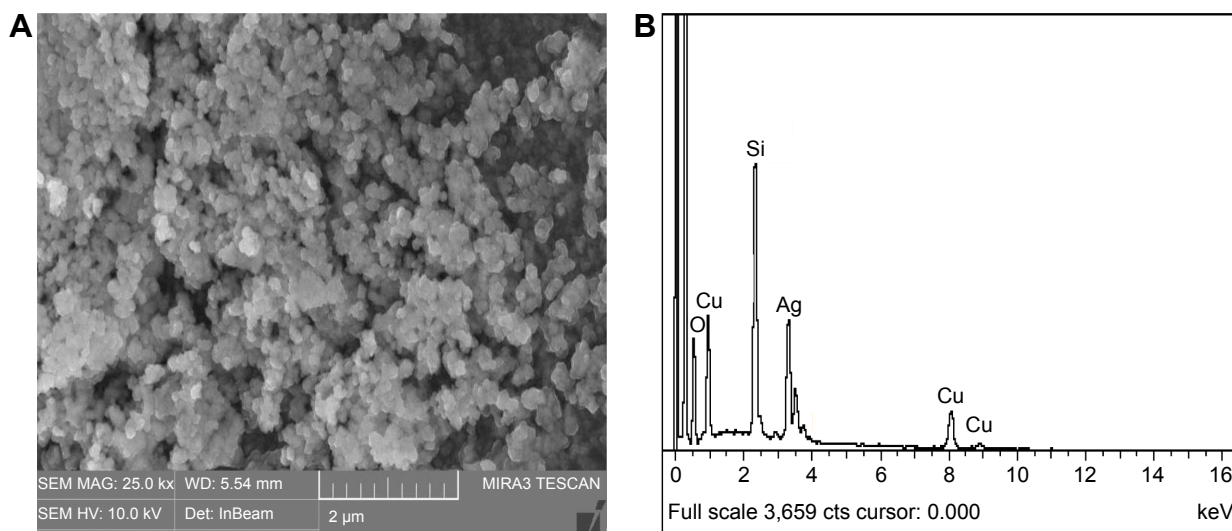 A
SEM MAG: 25.0 kx WD: 5.54 mm MIRA3 TESCAN
SEM HV: 10.0 kV Det: InBeam 2 µm
B
Si
Cu
O
Ag
Cu
Cu
0 2 4 6 8 10 12 14 16
Full scale 3,659 cts cursor: 0.000 keV